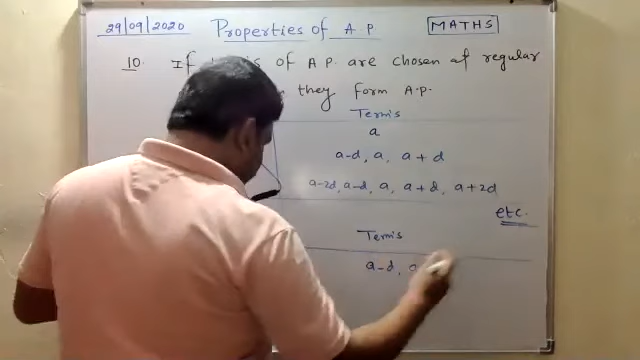 29/09/2020 Properties of A.P MATHS
10. If of A.P. are chosen at regular
they form A.P.
Terms
a
a-d, a, a+d
a-2d, a-d, a, a+d, a+2d
etc.
Terms
a-d,